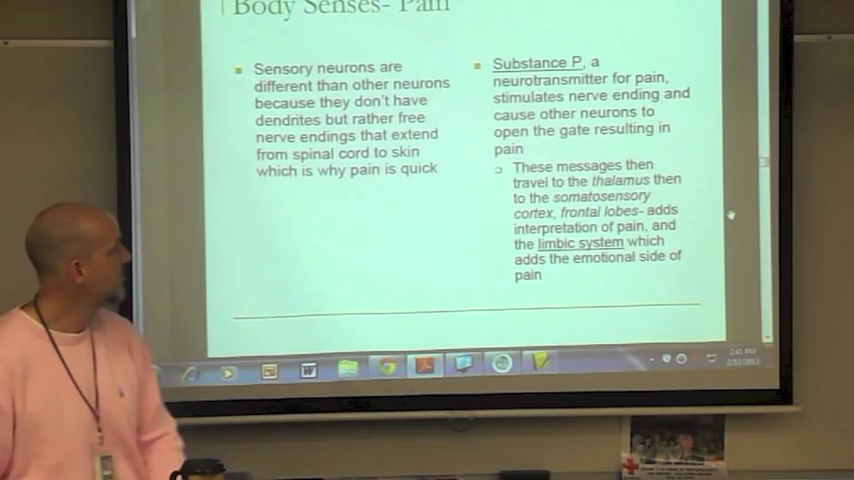 Body Senses- Pain
Sensory neurons are
different than other neurons
because they don't have
dendrites but rather free
nerve endings that extend
from spinal cord to skin
which is why pain is quick
Substance P, a
neurotransmitter for pain,
stimulates nerve ending and
cause other neurons to
open the gate resulting in
pain
These messages then
travel to the thalamus then
to the somatosensory
cortex, frontal lobes- adds
interpretation of pain, and
the limbic system which
adds the emotional side of
pain
2:41 PM